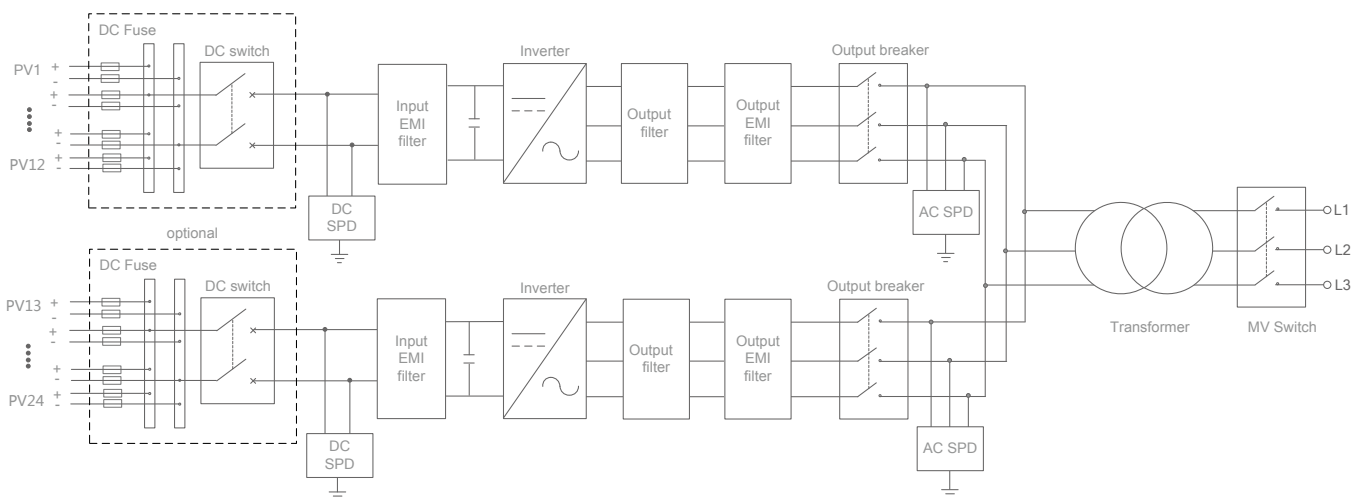 DC Fuse
DC switch
Inverter
Output breaker
PV1
+
-
+
-
+
-
+
-
PV12
Input
EMI
filter
Output
filter
Output
EMI
filter
DC
SPD
AC SPD
L1
L2
L3
Transformer
MV Switch
optional
DC Fuse
DC switch
Inverter
Output breaker
PV13
+
-
+
-
+
-
+
-
PV24
Input
EMI
filter
Output
filter
Output
EMI
filter
DC
SPD
AC SPD